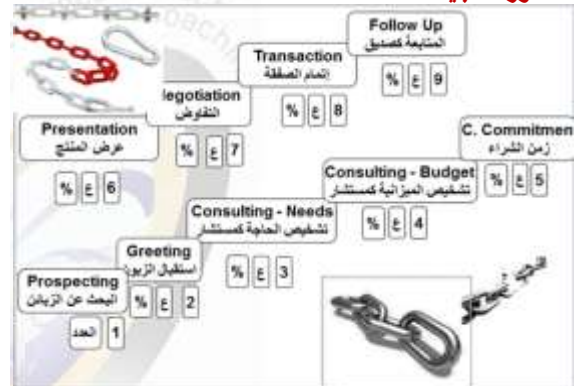 Follow Up
المتابعة كصديق
% ع 9
Transaction
إتمام الصفقة
% ع 8
legotiation
التفاوض
% ع 7
Presentation
عرض المنتج
% ع 6
C. Commitmen
زمن الشراء
% ع 5
Consulting - Budget
تشخيص الميزانية كمستشار
% ع 4
Consulting - Needs
تشخيص الحاجة كمستشار
% ع 3
Greeting
استقبال الزبون
% ع 2
Prospecting
البحث عن الزبائن
العدد 1